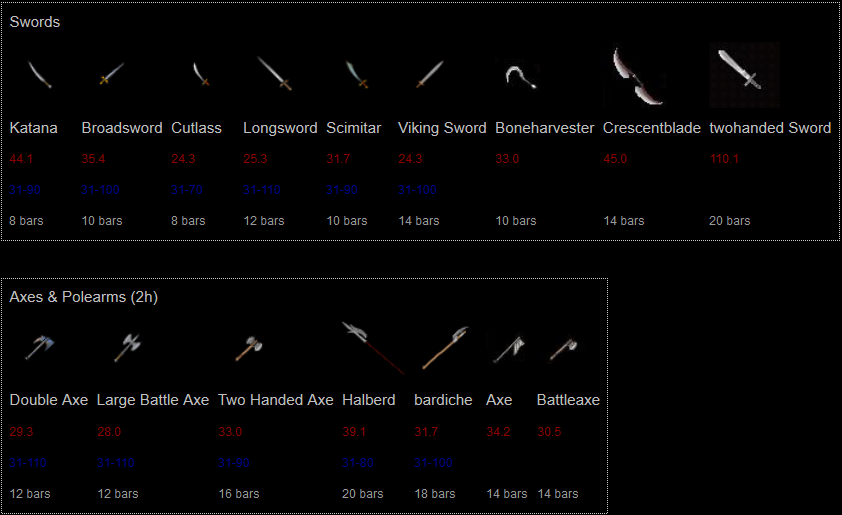 Swords
Katana Broadsword Cutlass Longsword Scimitar Viking Sword Boneharvester Crescentblade twohanded Sword
44.1 35.4 24.3 25.3 31.7 24.3 33.0 45.0 110.1
31-90 31-100 31-70 31-110 31-90 31-100
8 bars 10 bars 8 bars 12 bars 10 bars 14 bars 10 bars 14 bars 20 bars
Axes & Polearms (2h)
Double Axe Large Battle Axe Two Handed Axe Halberd bardiche Axe Battleaxe
29.3 28.0 33.0 39.1 31.7 34.2 30.5
31-110 31-110 31-90 31-80 31-100
12 bars 12 bars 16 bars 20 bars 18 bars 14 bars 14 bars